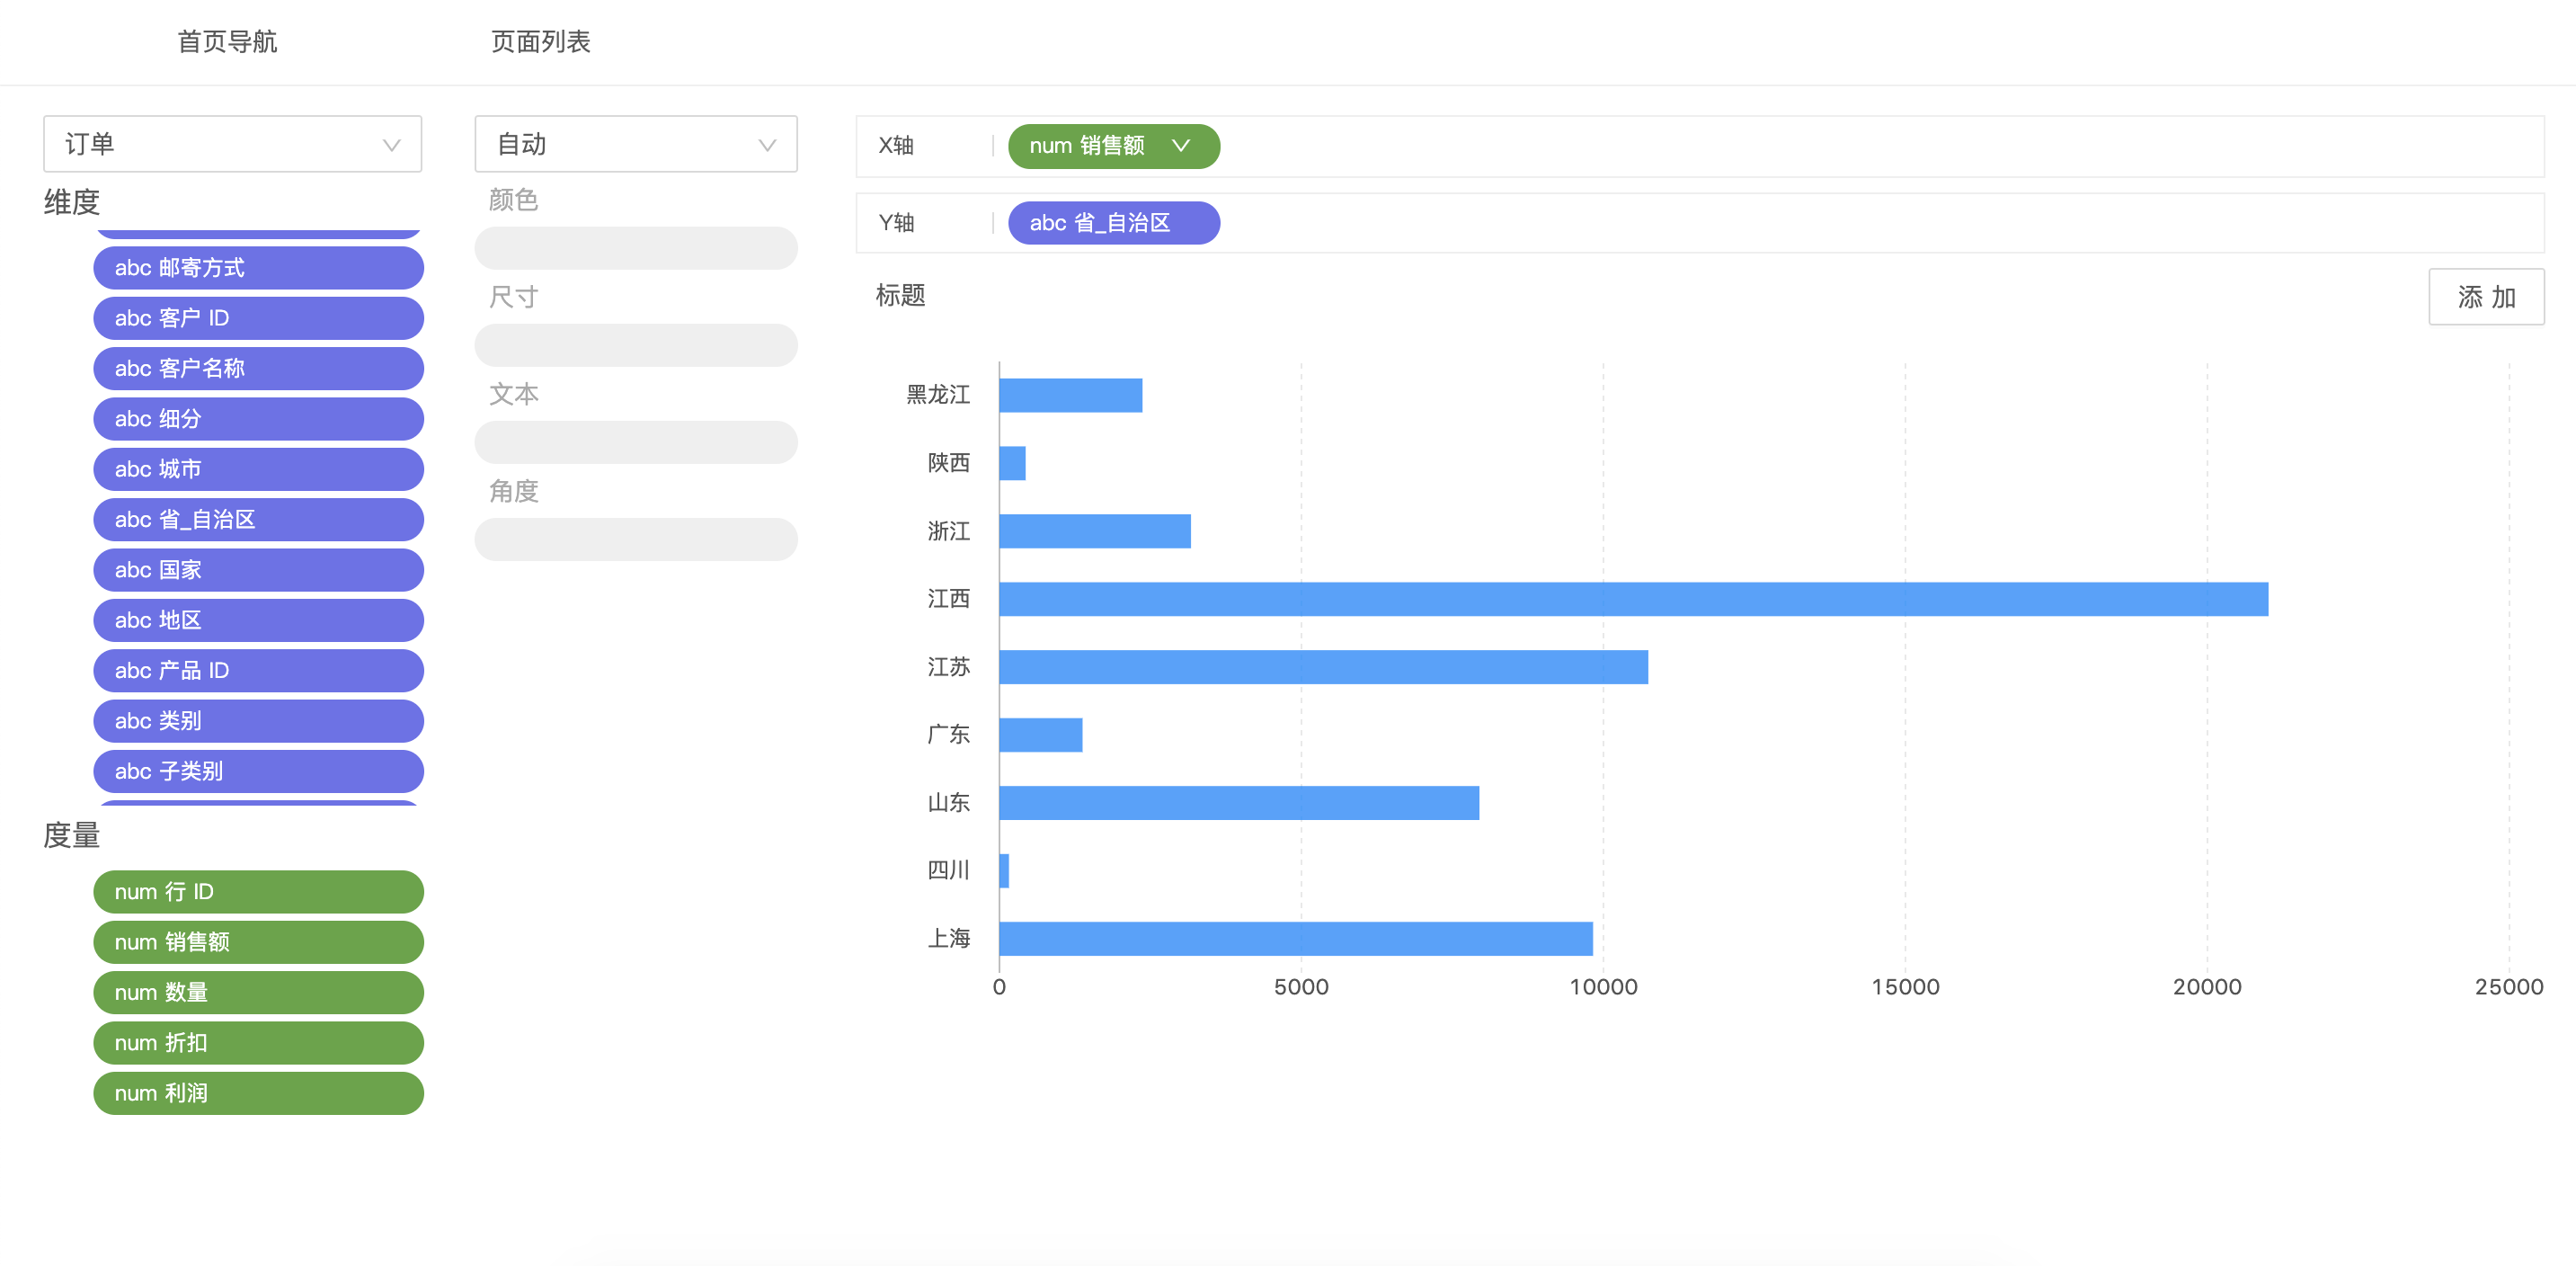 首页导航
页面列表
订单
维度
abc 邮寄方式
abc 客户 ID
abc 客户名称
abc 细分
abc 城市
abc 省_自治区
abc 国家
abc 地区
abc 产品 ID
abc 类别
abc 子类别
度量
num 行 ID
num 销售额
num 数量
num 折扣
num 利润
自动
颜色
尺寸
文本
角度
X轴
num 销售额
Y轴
abc 省_自治区
标题
添 加
黑龙江
陕西
浙江
江西
江苏
广东
山东
四川
上海
0 5000 10000 15000 20000 25000